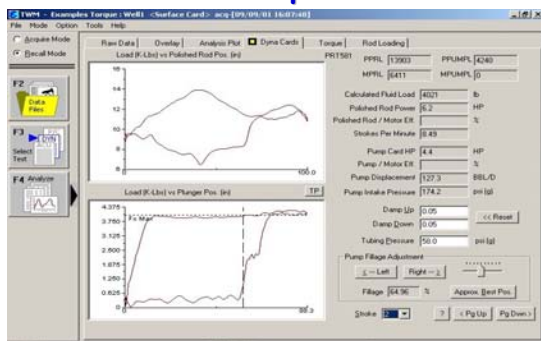 TWM - Examples Torque : Well1 <Surface Card> acq-[09/09/01 16:07:48]
File Mode Option Tools Help
Acquire Mode
Recall Mode
Raw Data Overlay Analysis Plot Dyna Cards Torque Rod Loading
F2
Data Files
F3
Select Test
F4 Analyze
Load (K-Lbs) vs Polished Rod Pos. (in)
16
14
12
10
8
6
100.0
Load (K-Lbs) vs Plunger Pos. (in)
TP
4.375
3.750
3.125
2.500
1.875
1.250
0.625
0
Fo Max
PRT581
PPRL 13903 PPUMPL 4240
MPRL 6411 MPUMPL 0
Calculated Fluid Load 4021 lb
Polished Rod Power 6.2 HP
Polished Rod / Motor Eff. %
Strokes Per Minute 8.49
Pump Card HP 4.4 HP
Pump / Motor Eff. %
Pump Displacement 127.3 BBL/D
Pump Intake Pressure 174.2 psi (g)
Damp Up 0.05
<< Reset
Damp Down 0.05
Tubing Pressure 58.0 psi (g)
Pump Fillage Adjustment
< -- Left Right -- >
Fillage 64.96 % Approx. Best Pos.
Stroke ? < Pg Up Pg Dwn >